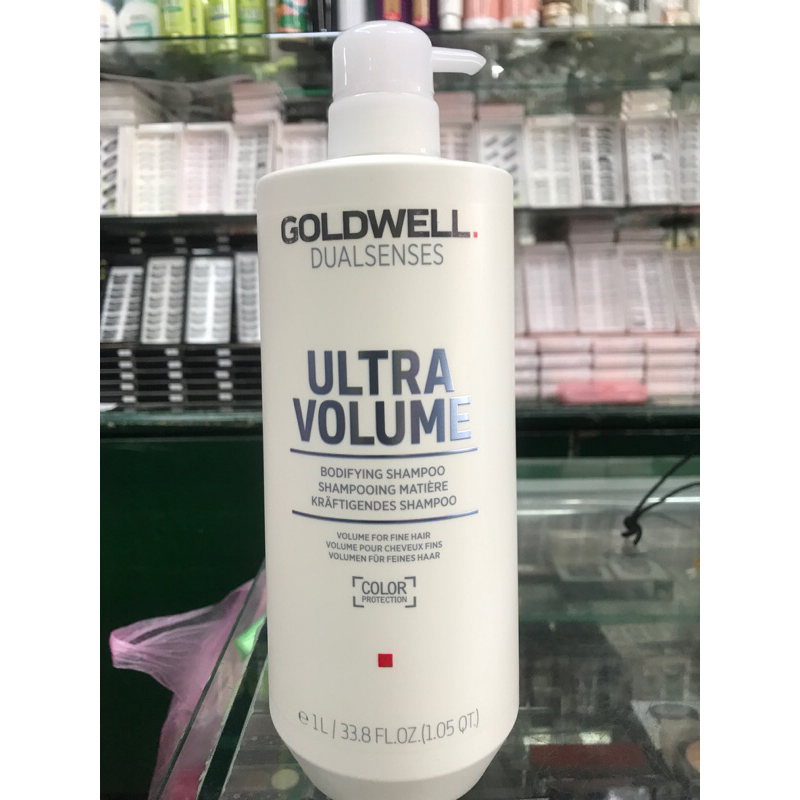 GOLDWELL.
DUALSENSES
ULTRA
VOLUME
BODIFYING SHAMPOO
SHAMPOOING MATIÈRE
KRÄFTIGENDES SHAMPOO
VOLUME FOR FINE HAIR
VOLUME POUR CHEVEUX FINS
VOLUMEN FÜR FEINES HAAR
COLOR
PROTECTION
℮ 1 L / 33.8 FL.OZ.(1.05 QT.)